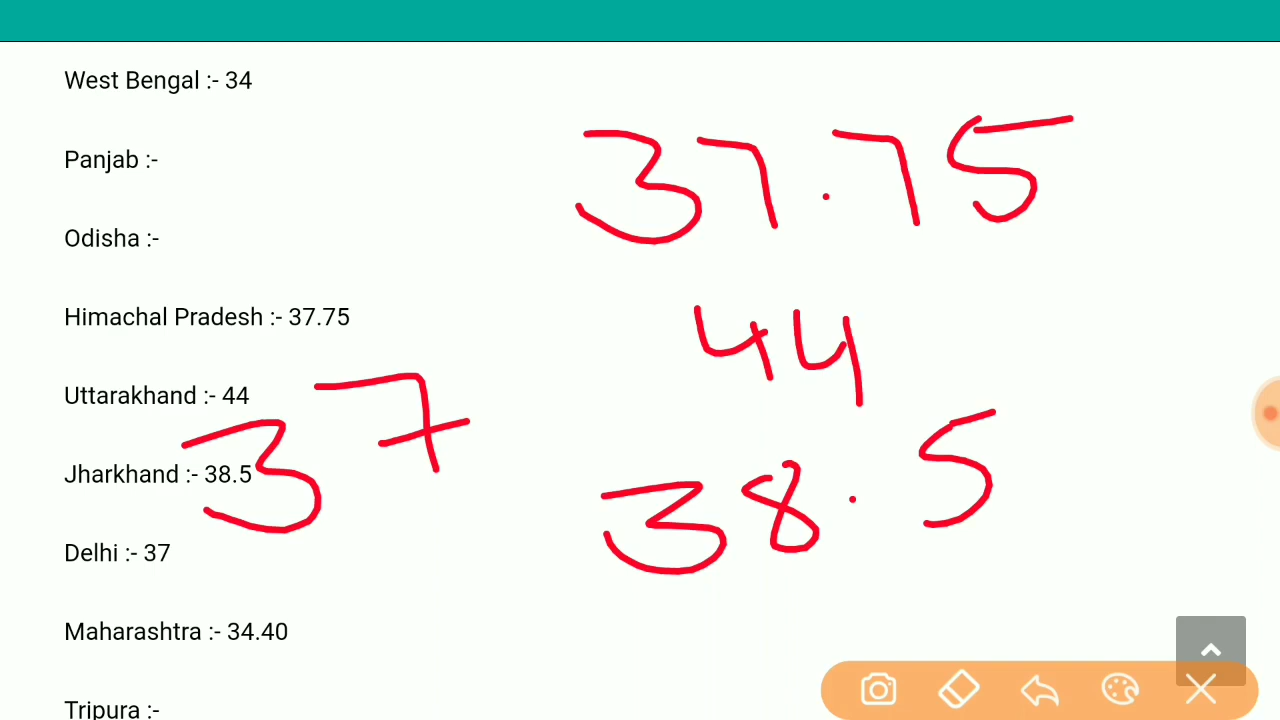 West Bengal :- 34
37.75
Panjab :-
Odisha :-
Himachal Pradesh :- 37.75
44
Uttarakhand :- 44
37
Jharkhand :- 38.5
38.5
Delhi :- 37
Maharashtra :- 34.40
Tripura :-